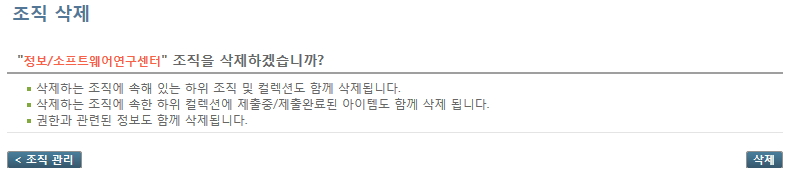 조직 삭제
"정보/소프트웨어연구센터" 조직을 삭제하겠습니까?
삭제하는 조직에 속해 있는 하위 조직 및 컬렉션도 함께 삭제됩니다.
삭제하는 조직에 속한 하위 컬렉션에 제출중/제출완료된 아이템도 함께 삭제 됩니다.
권한과 관련된 정보도 함께 삭제됩니다.
< 조직 관리
삭제